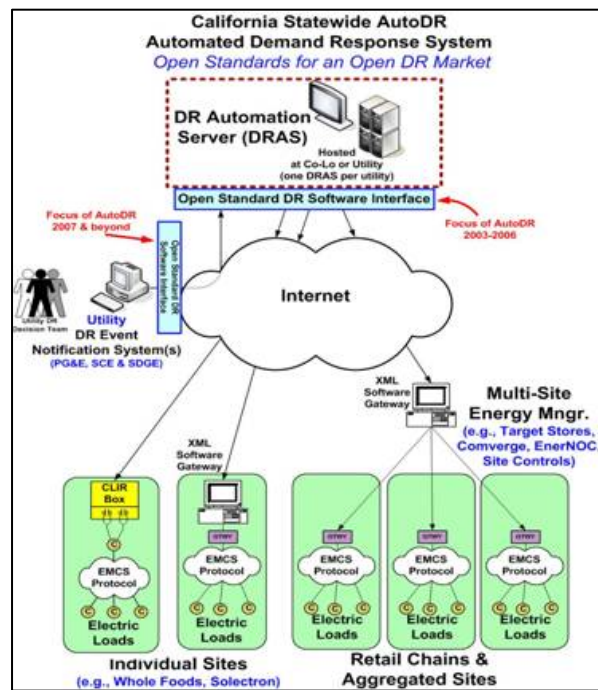 California Statewide AutoDR
Automated Demand Response System
Open Standards for an Open DR Market
DR Automation
Server (DRAS)
Hosted
at Co-Lo or Utility
(one DRAS per utility)
Open Standard DR Software Interface
Focus of AutoDR
2007 & beyond
Focus of AutoDR
2003-2006
Open Standard DR
Software Interface
Internet
Utility DR
Decision Team
Utility
DR Event
Notification System(s)
(PG&E, SCE & SDGE)
XML
Software
Gateway
Multi-Site
Energy Mngr.
(e.g., Target Stores,
Comverge, EnerNOC,
Site Controls)
XML
Software
Gateway
CLIR
Box
C
EMCS
Protocol
C C C
Electric
Loads
GTWY
EMCS
Protocol
C C C
Electric
Loads
GTWY
EMCS
Protocol
C C C
Electric
Loads
GTWY
EMCS
Protocol
C C C
Electric
Loads
GTWY
EMCS
Protocol
C C C
Electric
Loads
Individual Sites
(e.g., Whole Foods, Solectron)
Retail Chains &
Aggregated Sites